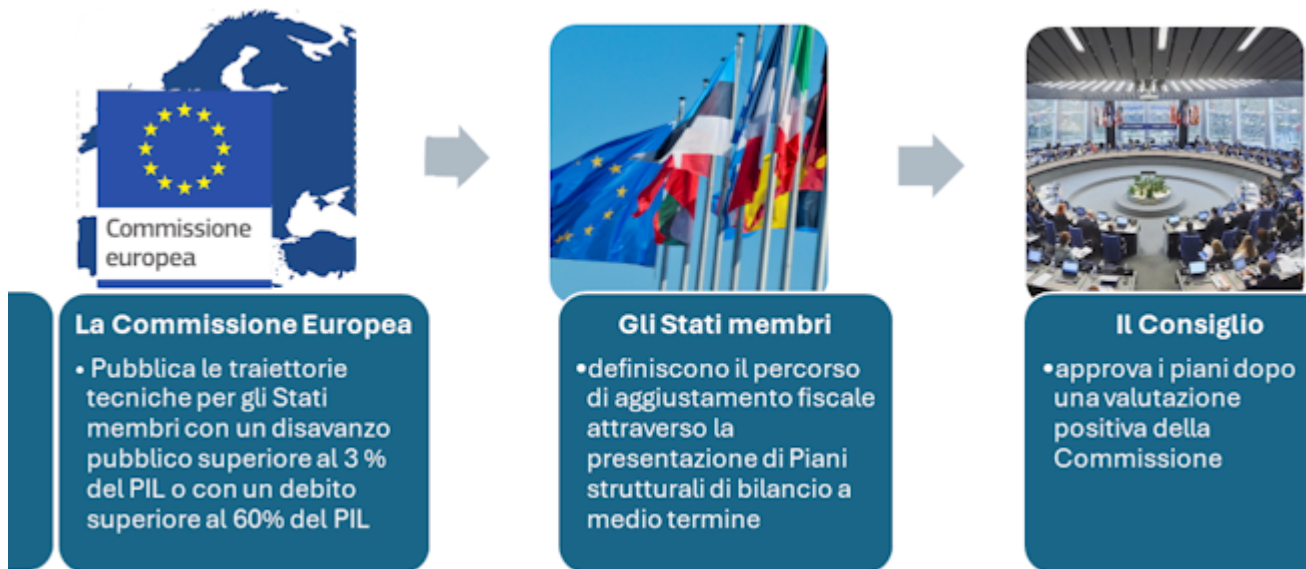 Commissione
europea
La Commissione Europea
• Pubblica le traiettorie
tecniche per gli Stati
membri con un disavanzo
pubblico superiore al 3 %
del PIL o con un debito
superiore al 60% del PIL
Gli Stati membri
•definiscono il percorso
di aggiustamento fiscale
attraverso la
presentazione di Piani
strutturali di bilancio a
medio termine
Il Consiglio
•approva i piani dopo
una valutazione
positiva della
Commissione